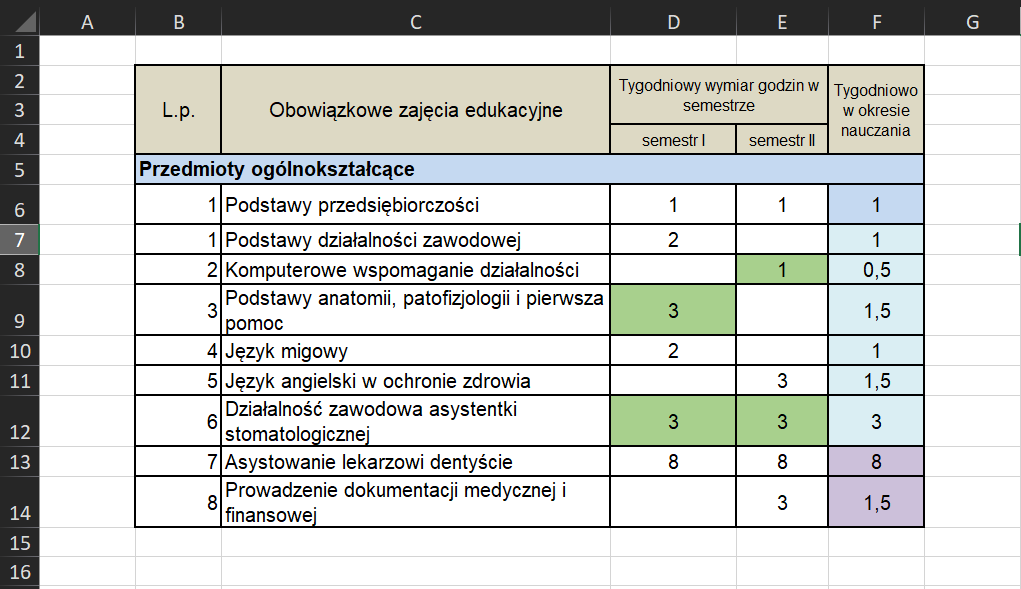 A B C D E F G
1
2 L.p. Obowiązkowe zajęcia edukacyjne Tygodniowy wymiar godzin w
semestrze Tygodniowo
w okresie
nauczania
3
4 semestr I semestr II
5 Przedmioty ogólnokształcące
6 1 Podstawy przedsiębiorczości 1 1 1
7 1 Podstawy działalności zawodowej 2 1
8 2 Komputerowe wspomaganie działalności 1 0,5
9 3 Podstawy anatomii, patofizjologii i pierwsza
pomoc 3 1,5
10 4 Język migowy 2 1
11 5 Język angielski w ochronie zdrowia 3 1,5
12 6 Działalność zawodowa asystentki
stomatologicznej 3 3 3
13 7 Asystowanie lekarzowi dentyście 8 8 8
14 8 Prowadzenie dokumentacji medycznej i
finansowej 3 1,5
15
16